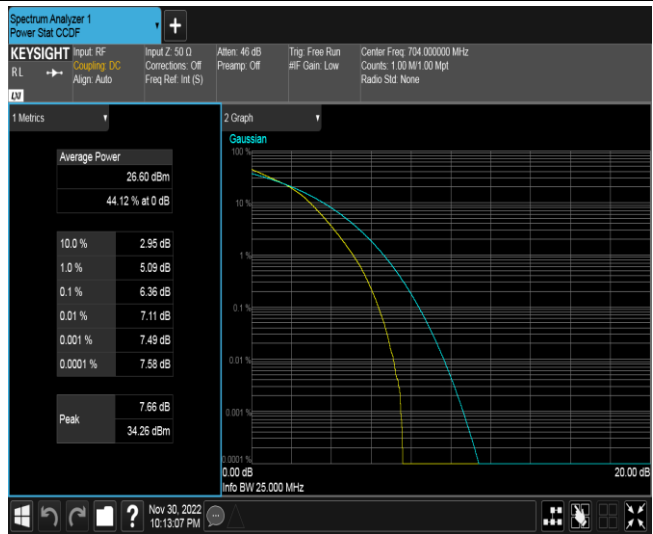 Spectrum Analyzer 1
Power Stat CCDF
+
KEYSIGHT
RL
LXI
Input: RF
Coupling: DC
Align: Auto
Input Z: 50 Ω
Corrections: Off
Freq Ref: Int (S)
Atten: 46 dB
Preamp: Off
Trig: Free Run
#IF Gain: Low
Center Freq: 704.000000 MHz
Counts: 1.00 M/1.00 Mpt
Radio Std: None
1 Metrics
Average Power
26.60 dBm
44.12 % at 0 dB
10.0 % 2.95 dB
1.0 % 5.09 dB
0.1 % 6.36 dB
0.01 % 7.11 dB
0.001 % 7.49 dB
0.0001 % 7.58 dB
Peak
7.66 dB
34.26 dBm
2 Graph
Gaussian
100 %
10 %
1 %
0.1 %
0.01 %
0.001 %
0.0001 %
0.00 dB
20.00 dB
Info BW 25.000 MHz
?
Nov 30, 2022
10:13:07 PM